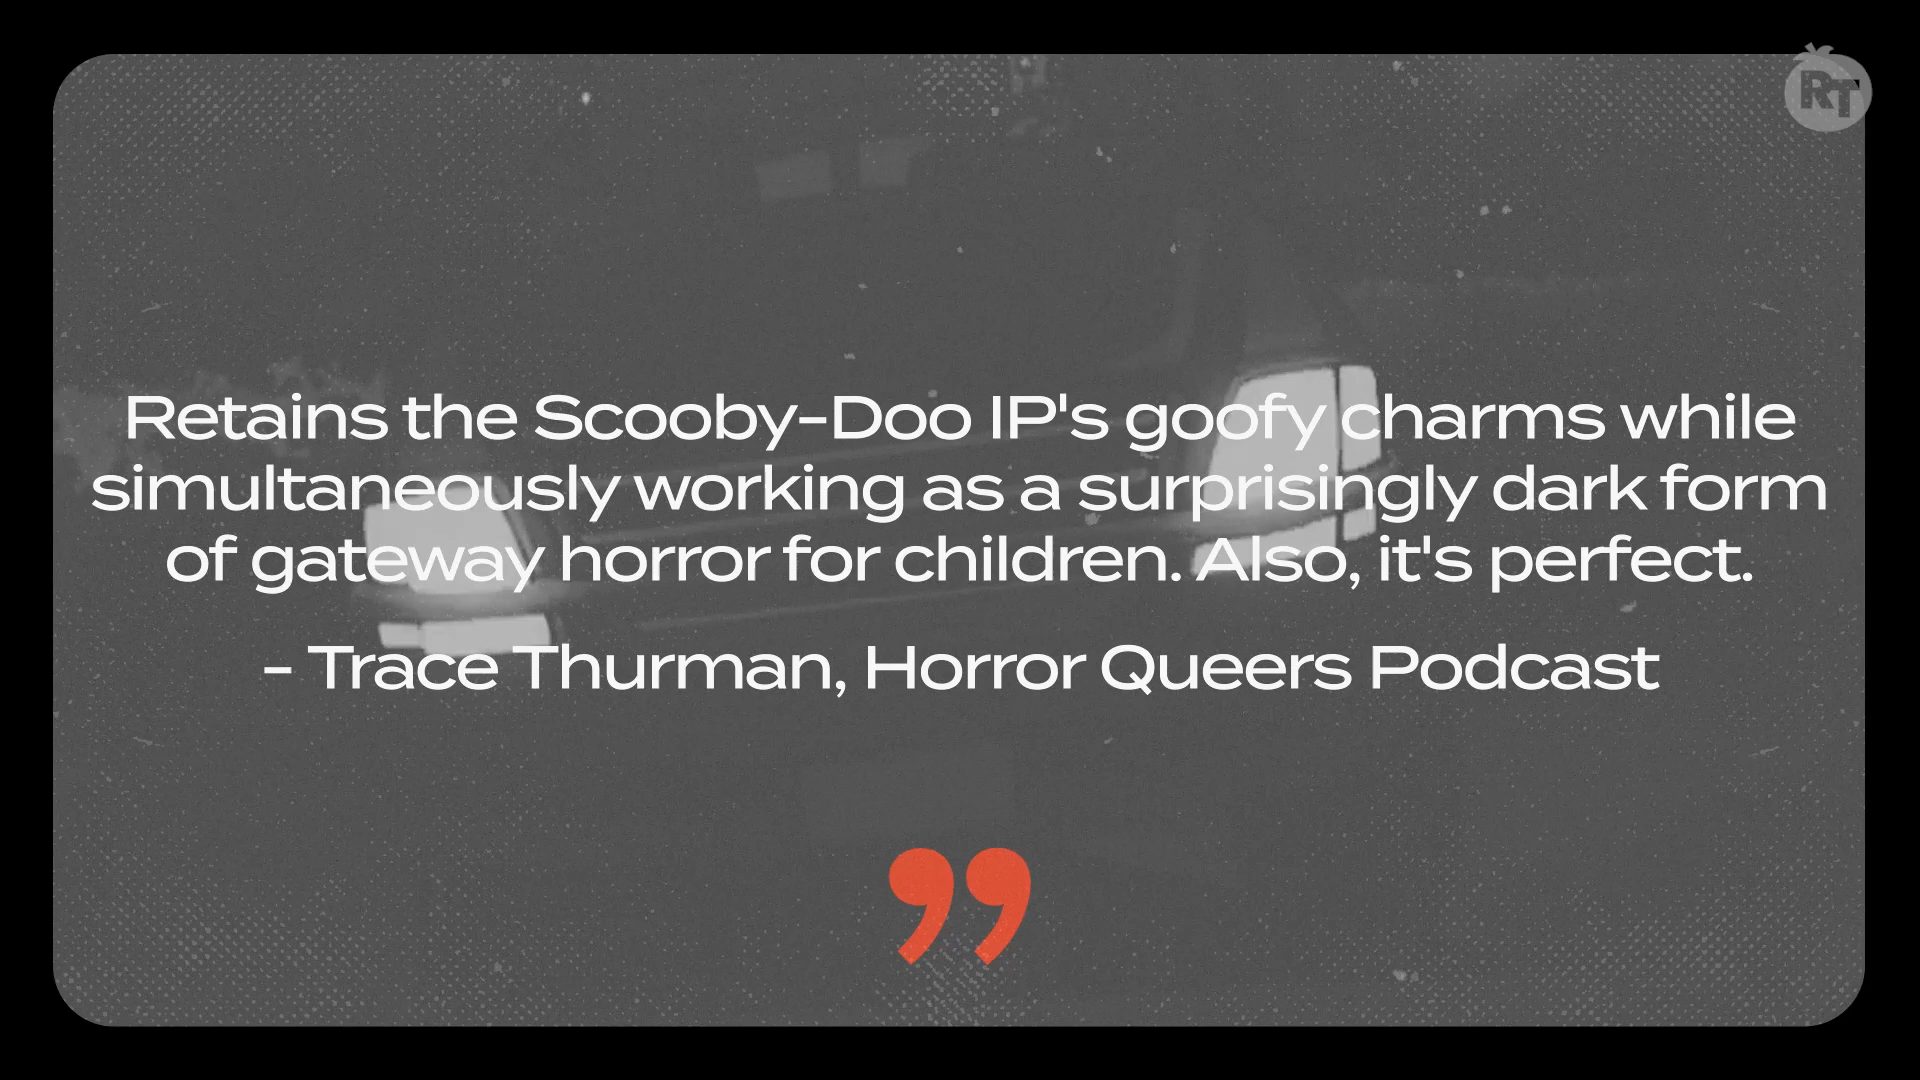 RT
Retains the Scooby-Doo IP's goofy charms while
simultaneously working as a surprisingly dark form
of gateway horror for children. Also, it's perfect.
- Trace Thurman, Horror Queers Podcast
”